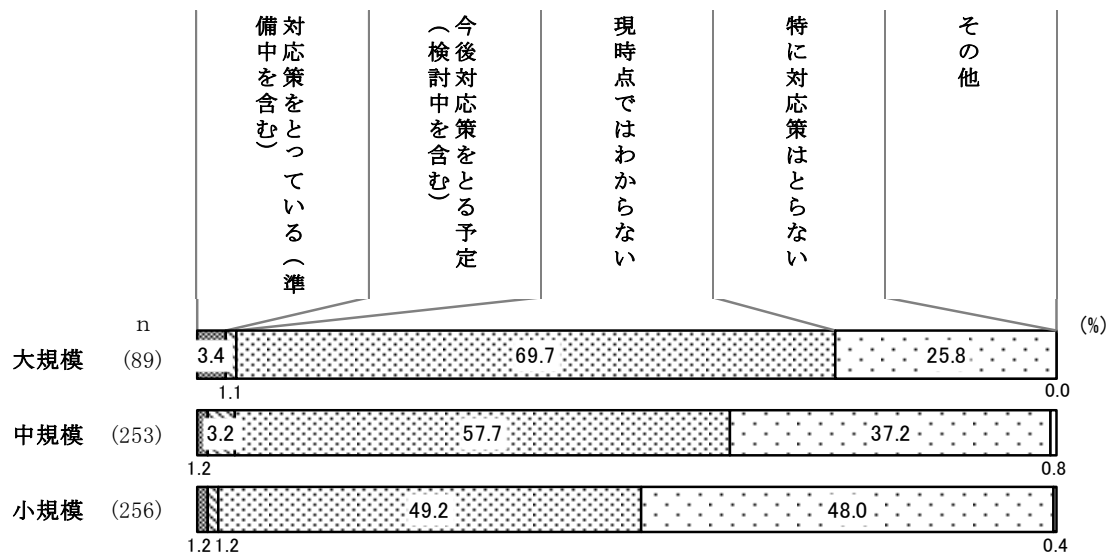 対応策をとっている（準
備中を含む）
今後対応策をとる予定
（検討中を含む）
現時点ではわからない
特に対応策はとらない
その他
n
(%)
大規模 (89) 3.4 69.7 25.8
1.1 0.0
中規模 (253) 3.2 57.7 37.2
1.2 0.8
小規模 (256) 49.2 48.0
1.2 1.2 0.4